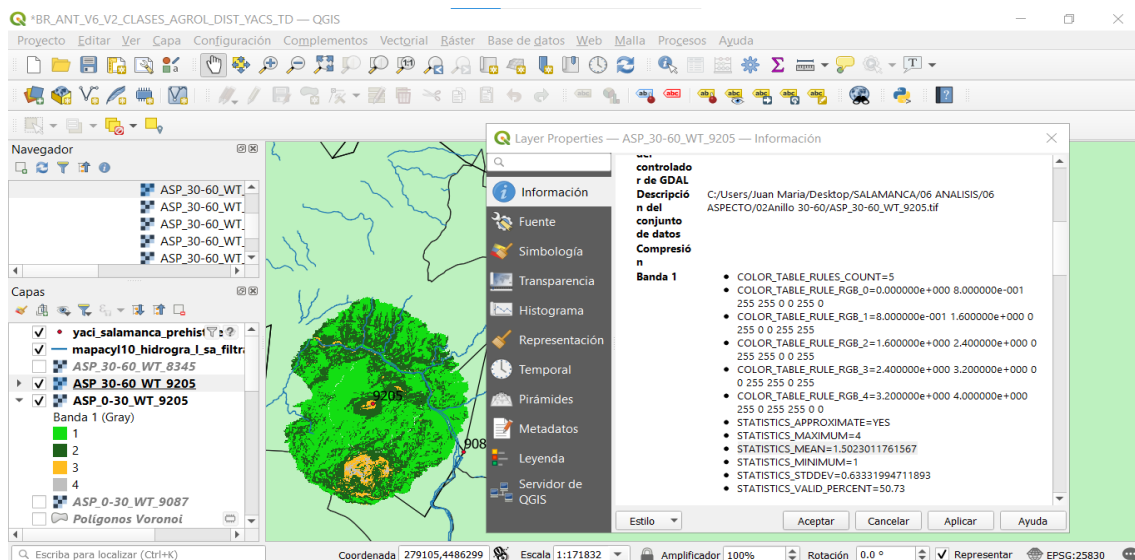 *BR_ANT_V6_V2_CLASES_AGROL_DIST_YACS_TD — QGIS
Proyecto Editar Ver Capa Configuración Complementos Vectorial Ráster Base de datos Web Malla Procesos Ayuda
Navegador
ASP_30-60_WT_
ASP_30-60_WT_
ASP_30-60_WT_
ASP_30-60_WT_
ASP_30-60_WT_
Capas
yaci_salamanca_prehist
mapacyl10_hidrogra_l_sa_filtr
ASP_30-60_WT_8345
ASP_30-60_WT_9205
ASP_0-30_WT_9205
Banda 1 (Gray)
1
2
3
4
ASP_0-30_WT_9087
Polígonos Voronoi
9205
908
Layer Properties — ASP_30-60_WT_9205 — Información
Información
Fuente
Simbología
Transparencia
Histograma
Representación
Temporal
Pirámides
Metadatos
Leyenda
Servidor de
QGIS
del
controlado
r de GDAL
Descripció
n del
conjunto
de datos
C:/Users/Juan Maria/Desktop/SALAMANCA/06 ANALISIS/06
ASPECTO/02Anillo 30-60/ASP_30-60_WT_9205.tif
Compresió
n
Banda 1
COLOR_TABLE_RULES_COUNT=5
COLOR_TABLE_RULE_RGB_0=0.000000e+000 8.000000e-001
255 255 0 0 255 0
COLOR_TABLE_RULE_RGB_1=8.000000e-001 1.600000e+000 0
255 0 0 255 255
COLOR_TABLE_RULE_RGB_2=1.600000e+000 2.400000e+000 0
255 255 0 0 255
COLOR_TABLE_RULE_RGB_3=2.400000e+000 3.200000e+000 0
0 255 255 0 255
COLOR_TABLE_RULE_RGB_4=3.200000e+000 4.000000e+000
255 0 255 255 0 0
STATISTICS_APPROXIMATE=YES
STATISTICS_MAXIMUM=4
STATISTICS_MEAN=1.5023011761567
STATISTICS_MINIMUM=1
STATISTICS_STDDEV=0.63331994711893
STATISTICS_VALID_PERCENT=50.73
Estilo Aceptar Cancelar Aplicar Ayuda
Escriba para localizar (Ctrl+K) Coordenada 279105,4486299 Escala 1:171832 Amplificador 100% Rotación 0.0 ° Representar EPSG:25830